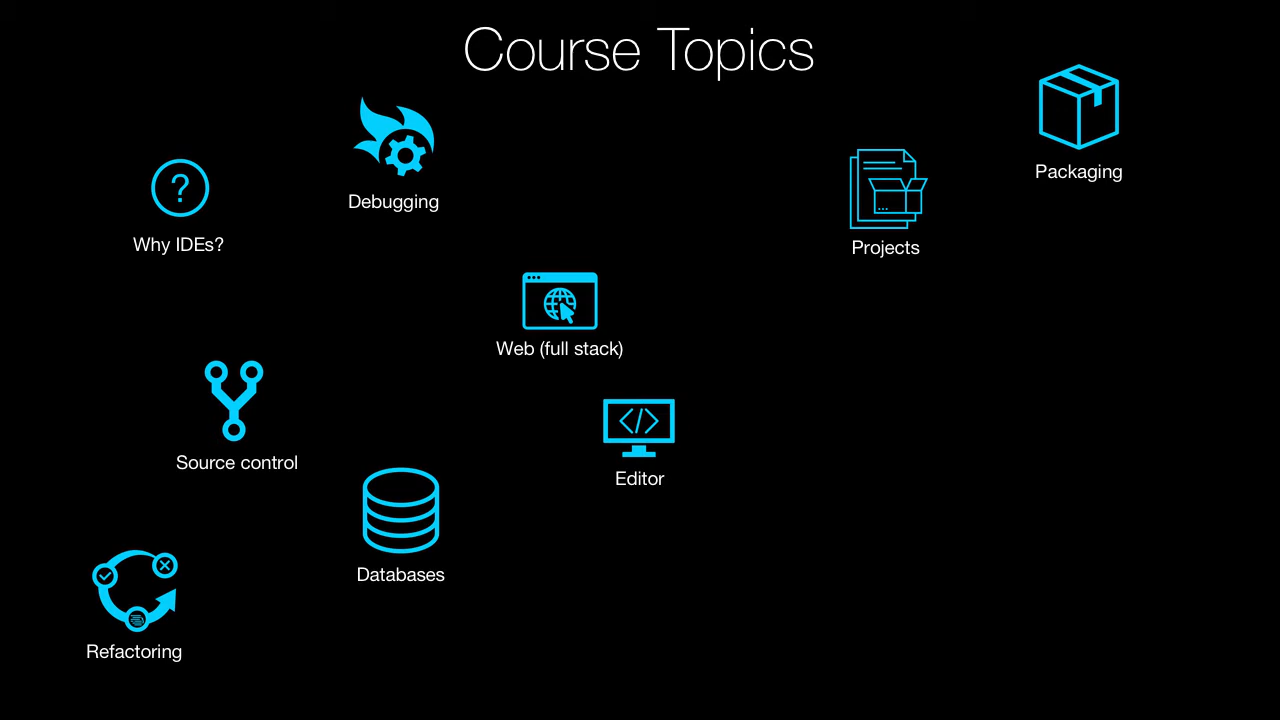 Course Topics
Packaging
Debugging
Why IDEs?
Projects
Web (full stack)
Source control
Editor
Databases
Refactoring